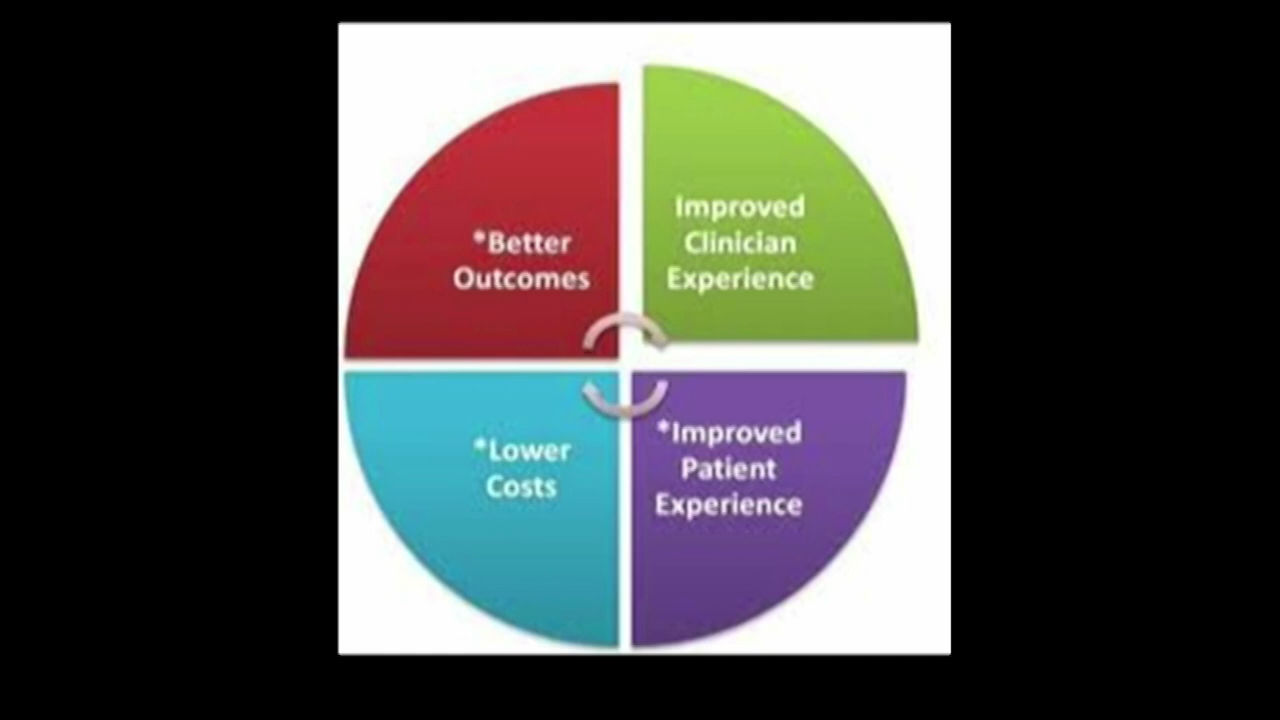 *Better
Outcomes
Improved
Clinician
Experience
*Lower
Costs
*Improved
Patient
Experience